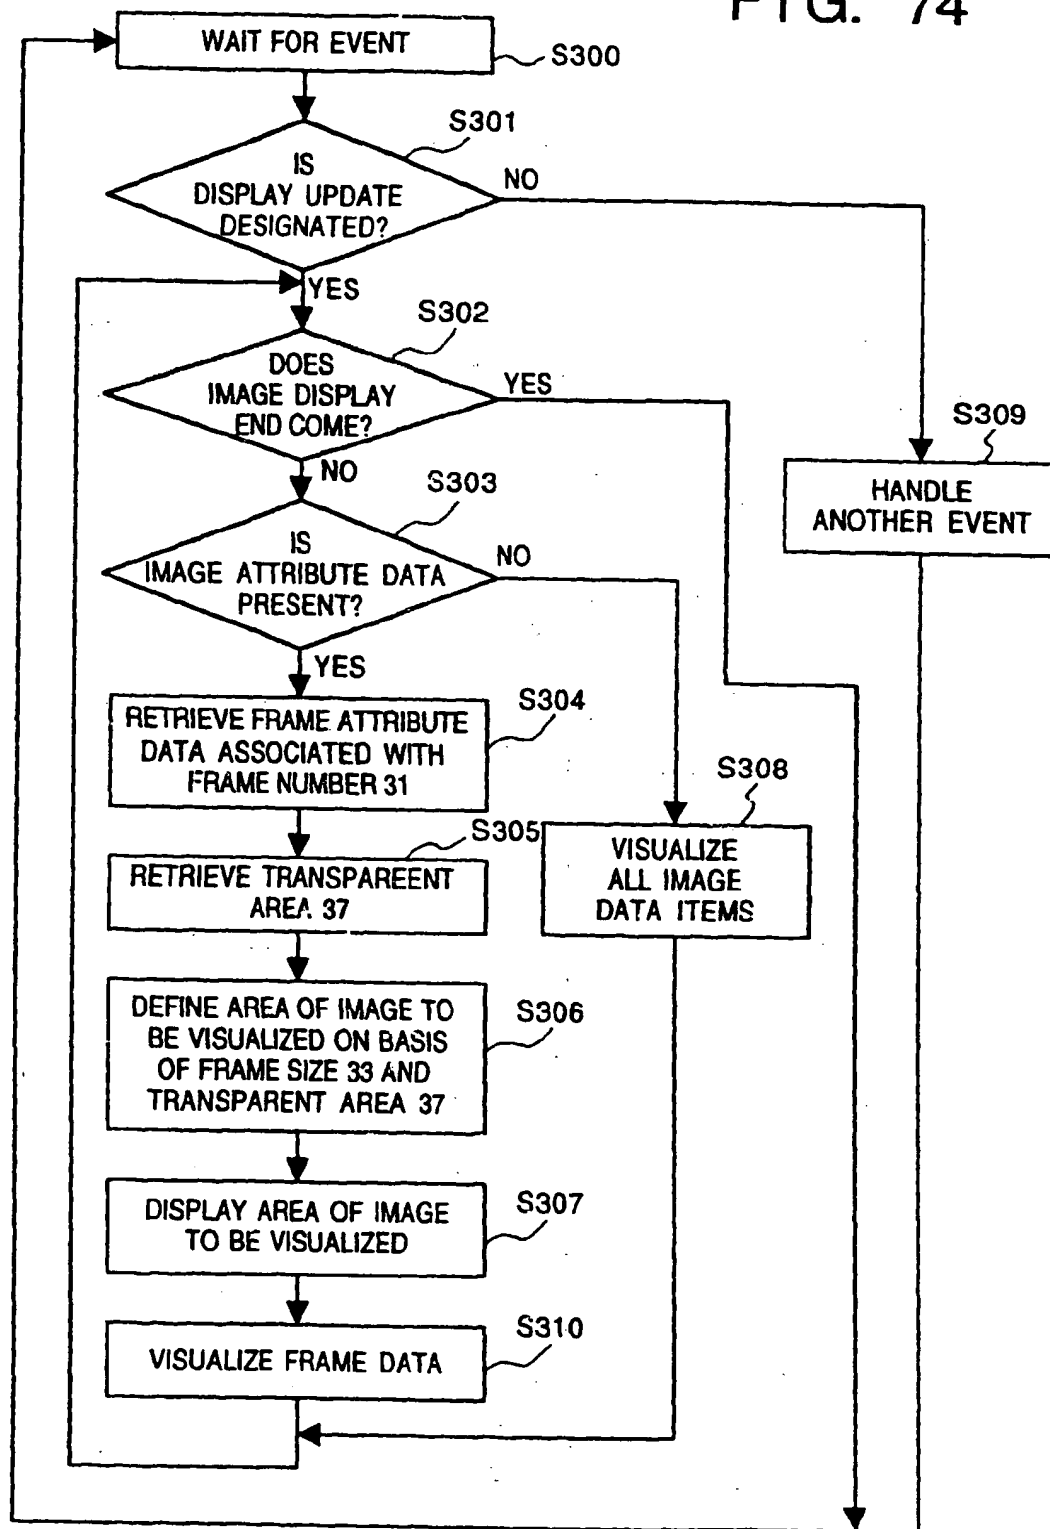 FIG. 74
WAIT FOR EVENT
S300
S301
IS
DISPLAY UPDATE
DESIGNATED?
NO
YES
S302
DOES
IMAGE DISPLAY
END COME?
YES
S309
HANDLE
ANOTHER EVENT
NO
S303
IS
IMAGE ATTRIBUTE DATA
PRESENT?
NO
YES
S304
RETRIEVE FRAME ATTRIBUTE
DATA ASSOCIATED WITH
FRAME NUMBER 31
S308
VISUALIZE
ALL IMAGE
DATA ITEMS
S305
RETRIEVE TRANSPAREENT
AREA 37
DEFINE AREA OF IMAGE TO
BE VISUALIZED ON BASIS
OF FRAME SIZE 33 AND
TRANSPARENT AREA 37
S306
DISPLAY AREA OF IMAGE
TO BE VISUALIZED
S307
S310
VISUALIZE FRAME DATA